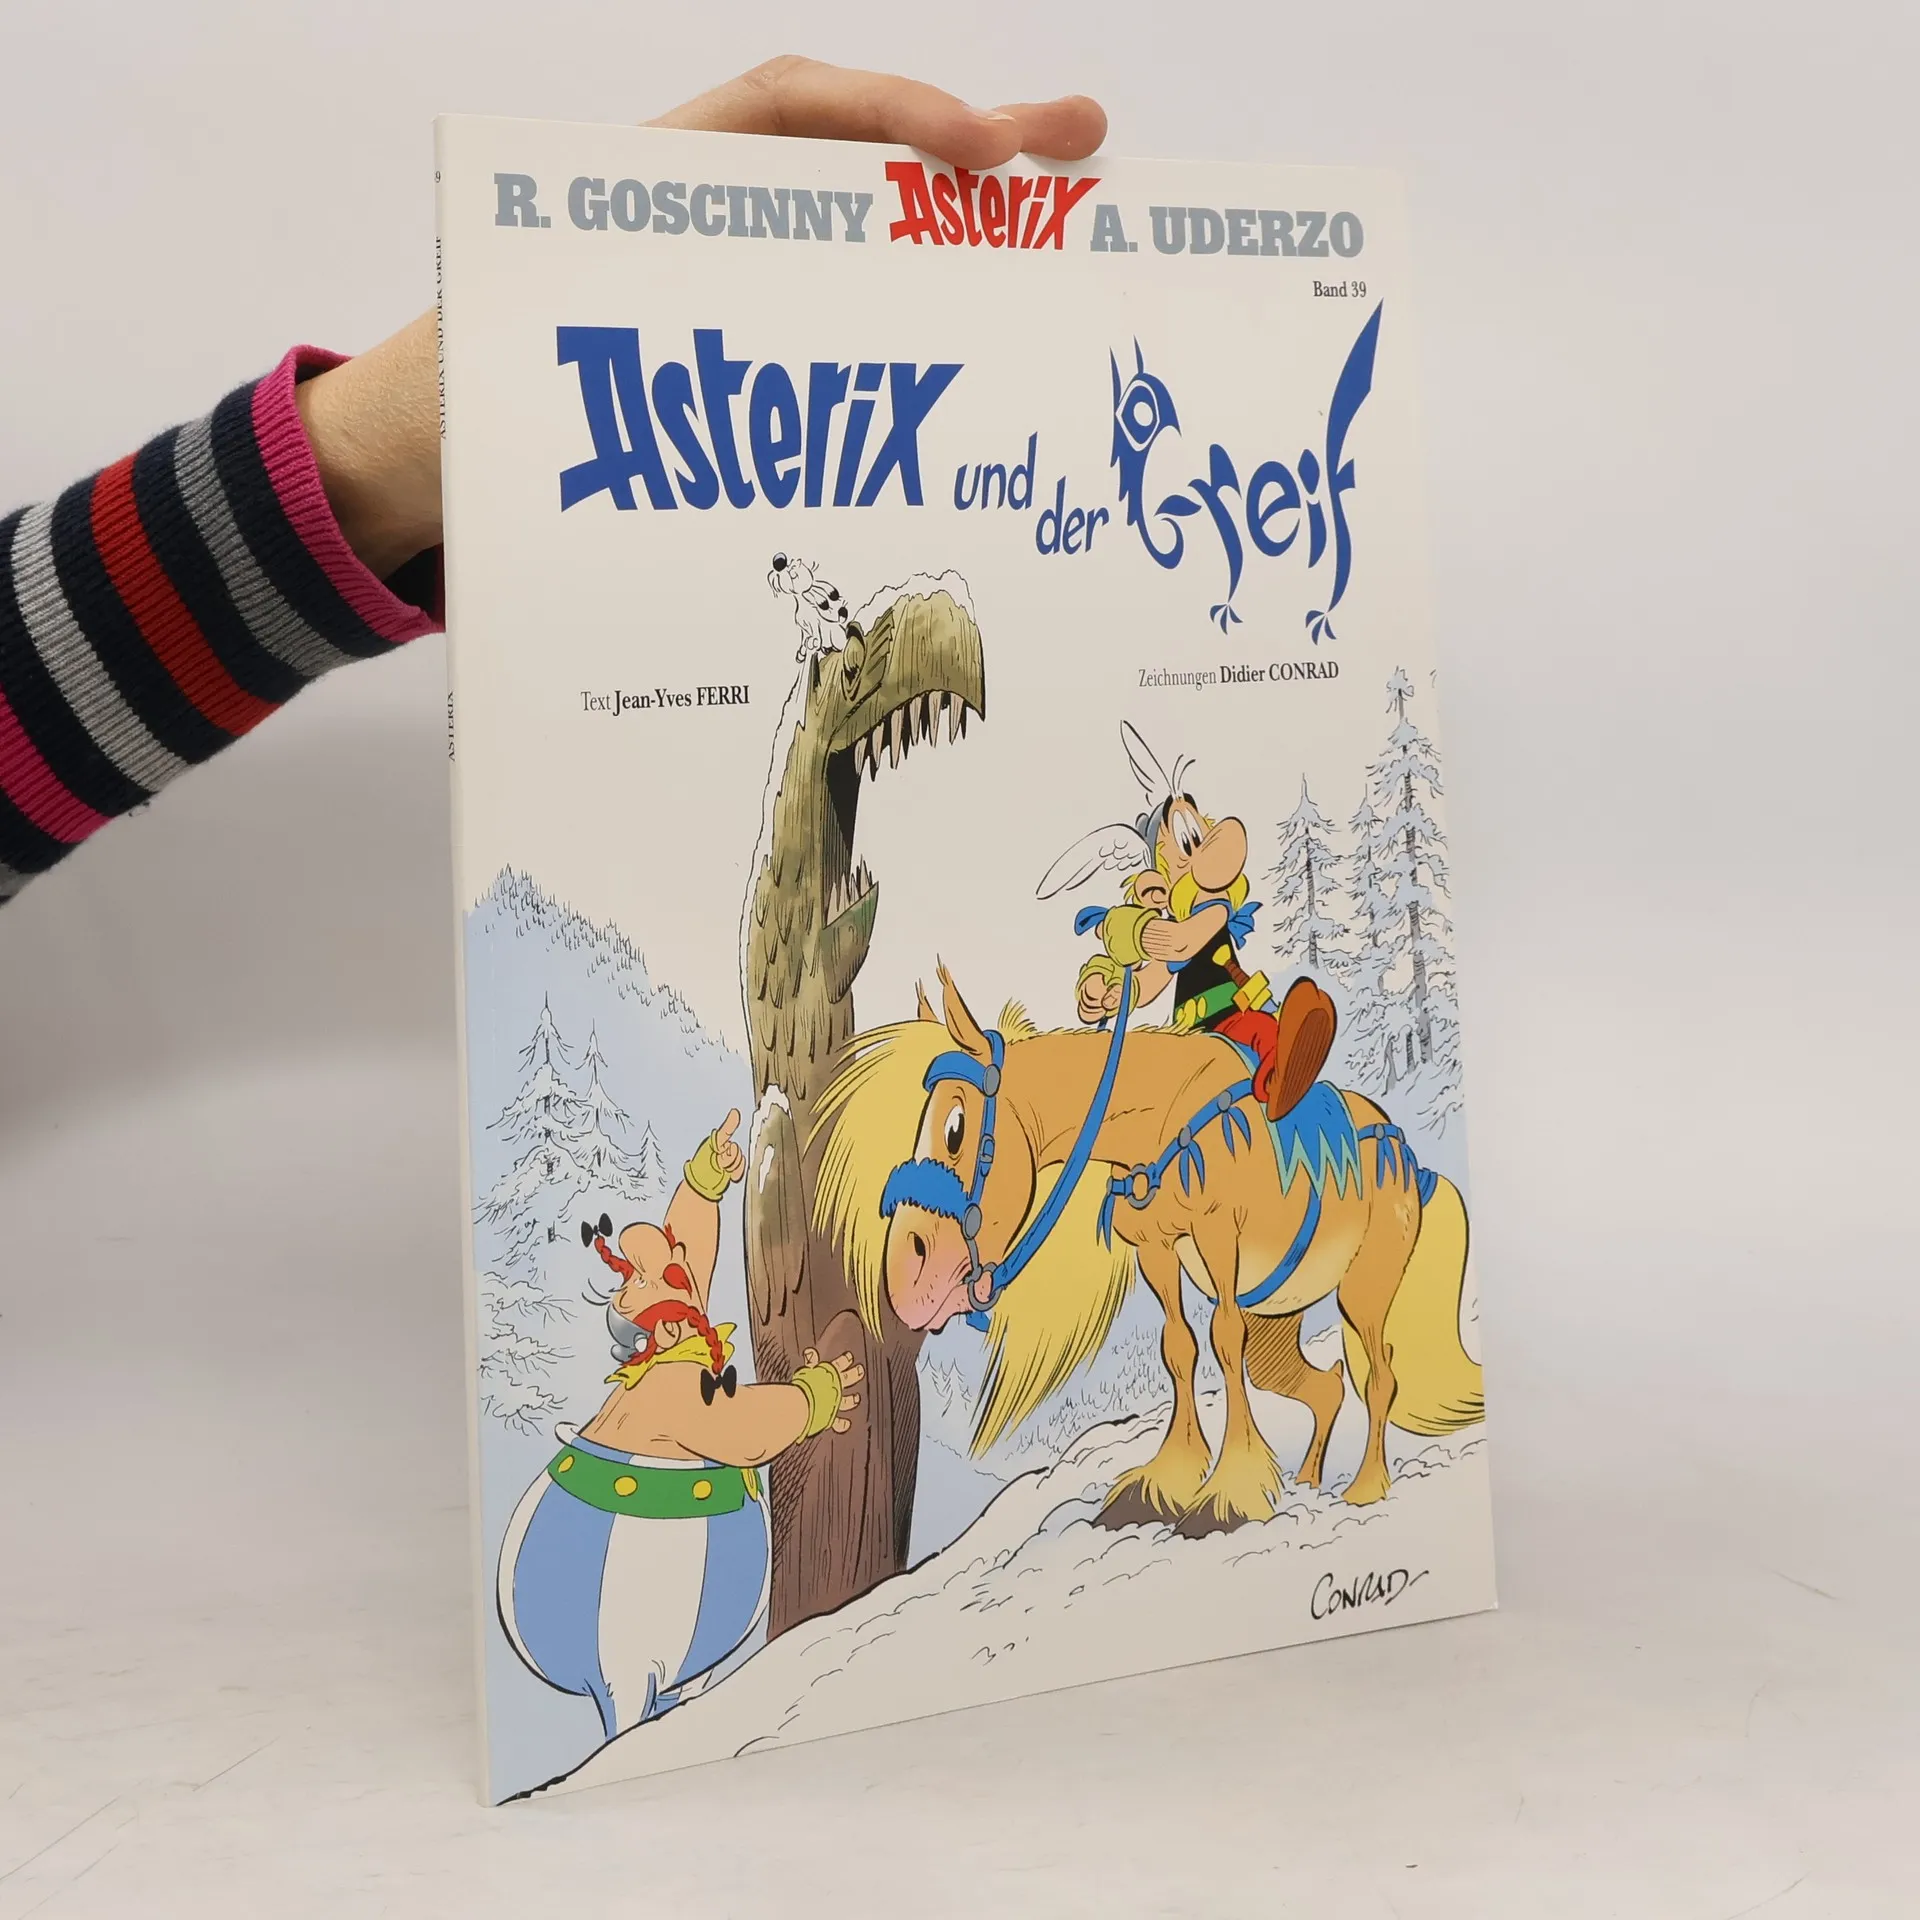 R. GOSCINNY Asterix A. UDERZO
Band 39
Asterix und der Greif
Text Jean-Yves FERRI
Zeichnungen Didier CONRAD
CONRAD
ASTERIX UND DER GREIF
ASTERIX